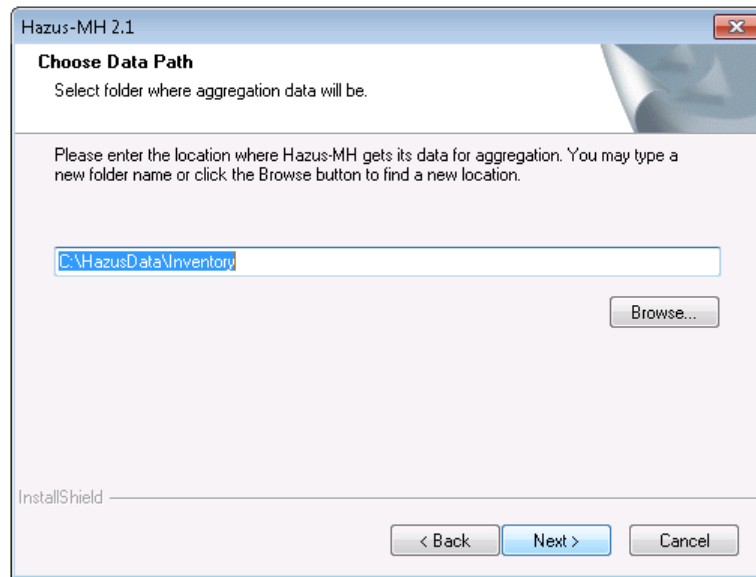 Hazus-MH 2.1
Choose Data Path
Select folder where aggregation data will be.
Please enter the location where Hazus-MH gets its data for aggregation. You may type a
new folder name or click the Browse button to find a new location.
C:\HazusData\Inventory
Browse...
InstallShield
< Back
Next >
Cancel